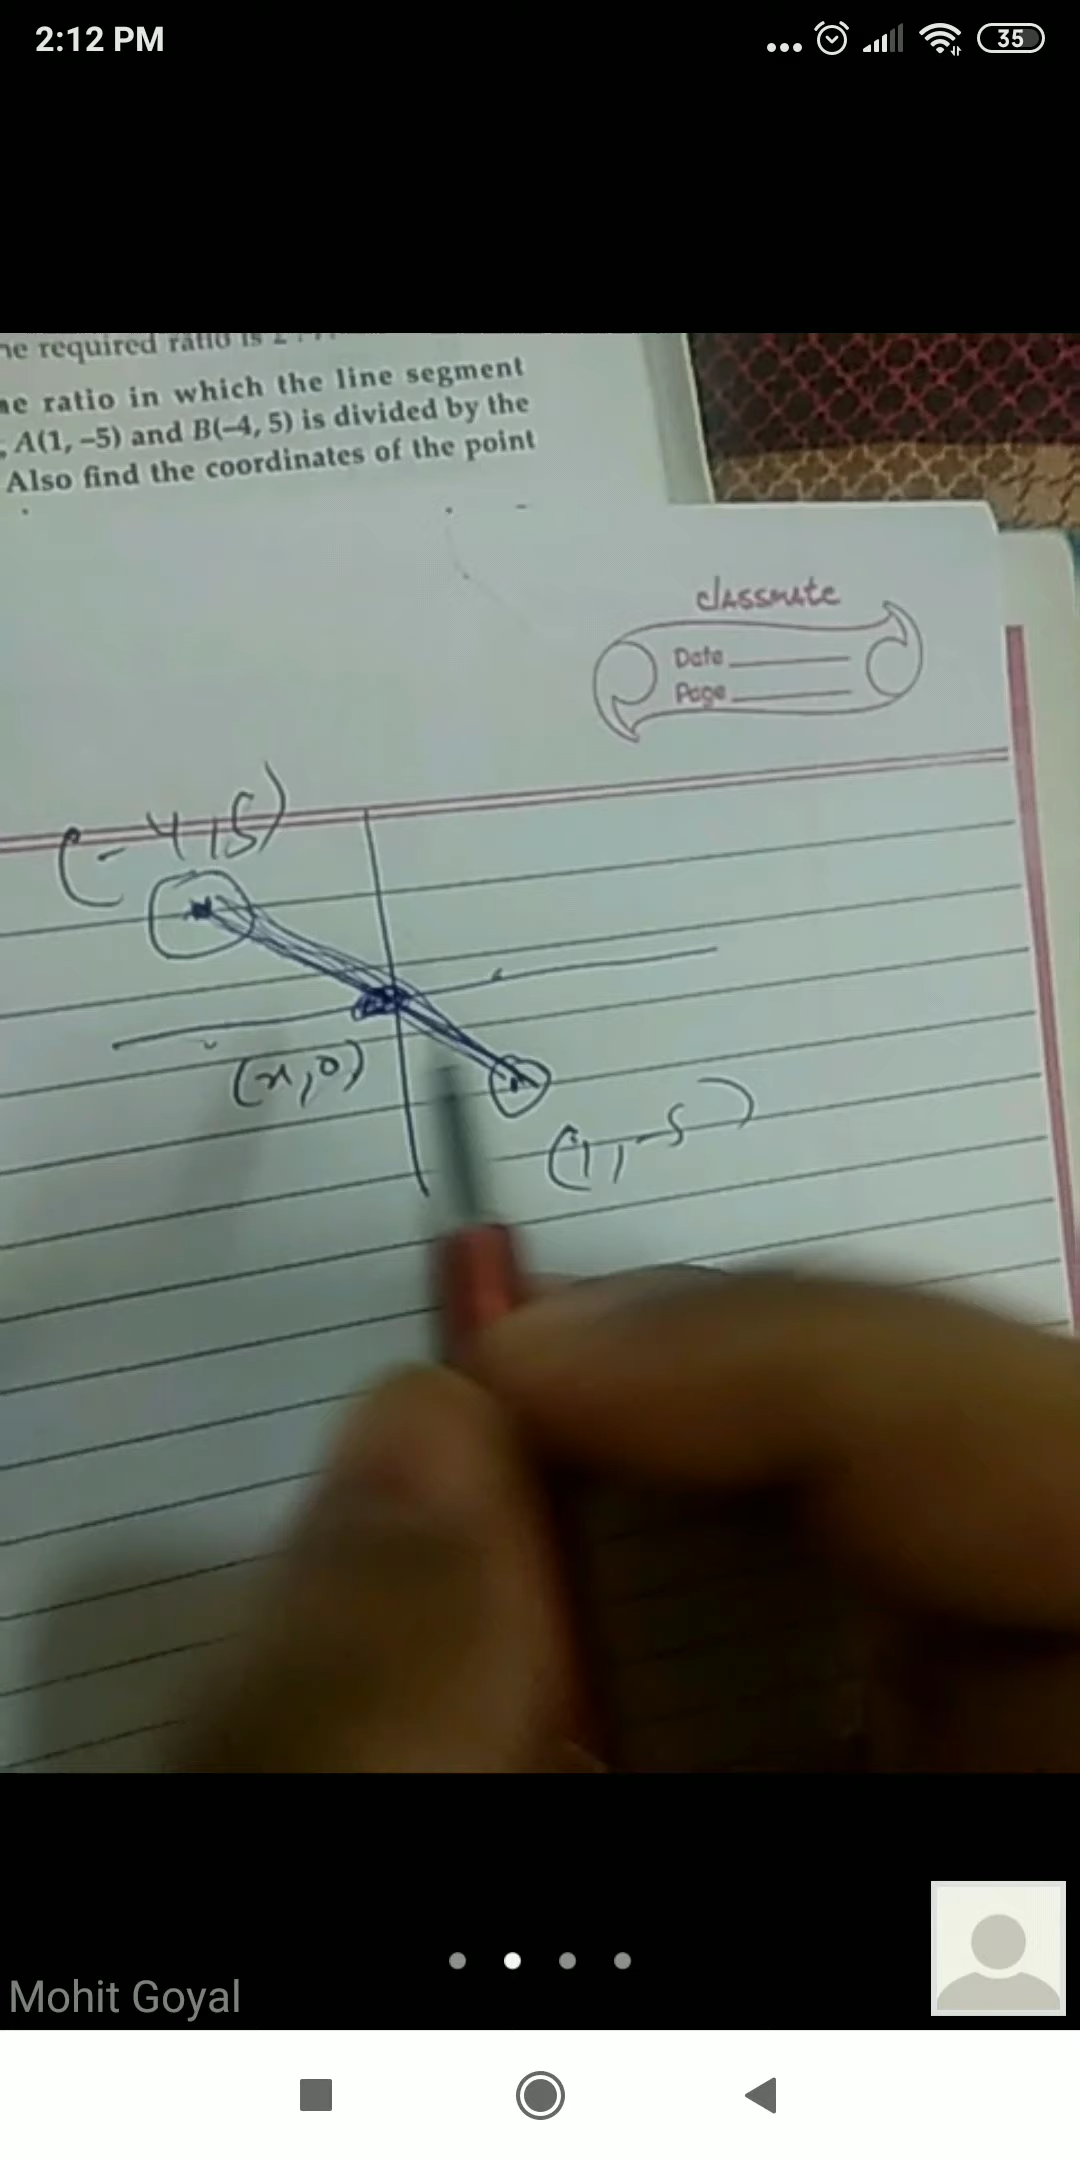 2:12 PM
35
he required ratio is 2 :
he ratio in which the line segment
A(1, –5) and B(–4, 5) is divided by the
Also find the coordinates of the point
classmate
Date
Page
(-4,5)
(x,0)
(1,-5)
Mohit Goyal